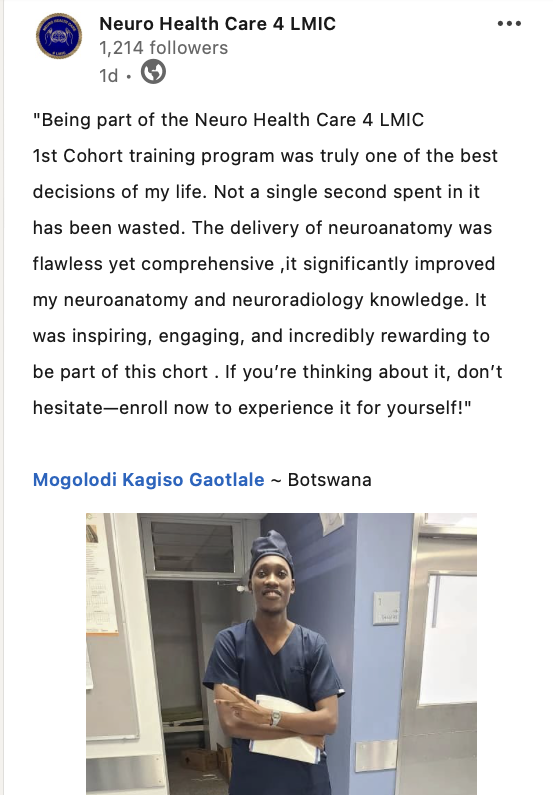 Neuro Health Care 4 LMIC
1,214 followers
1d •
"Being part of the Neuro Health Care 4 LMIC
1st Cohort training program was truly one of the best
decisions of my life. Not a single second spent in it
has been wasted. The delivery of neuroanatomy was
flawless yet comprehensive ,it significantly improved
my neuroanatomy and neuroradiology knowledge. It
was inspiring, engaging, and incredibly rewarding to
be part of this chort . If you’re thinking about it, don’t
hesitate—enroll now to experience it for yourself!"
Mogolodi Kagiso Gaotlale ~ Botswana